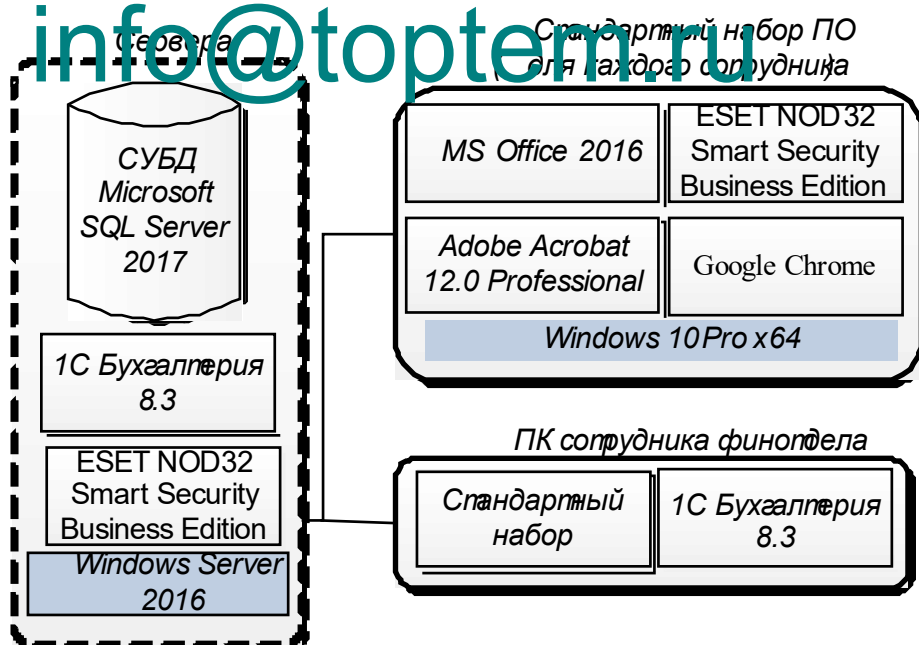 info@toptem.ru
Сервера
СУБД
Microsoft
SQL Server
2017
1С Бухгалтерия
8.3
ESET NOD32
Smart Security
Business Edition
Windows Server
2016
Стандартный набор ПО
( для каждого сотрудника)
MS Office 2016
ESET NOD32
Smart Security
Business Edition
Adobe Acrobat
12.0 Professional
Google Chrome
Windows 10 Pro x64
ПК сотрудника финотдела
Стандартный
набор
1С Бухгалтерия
8.3